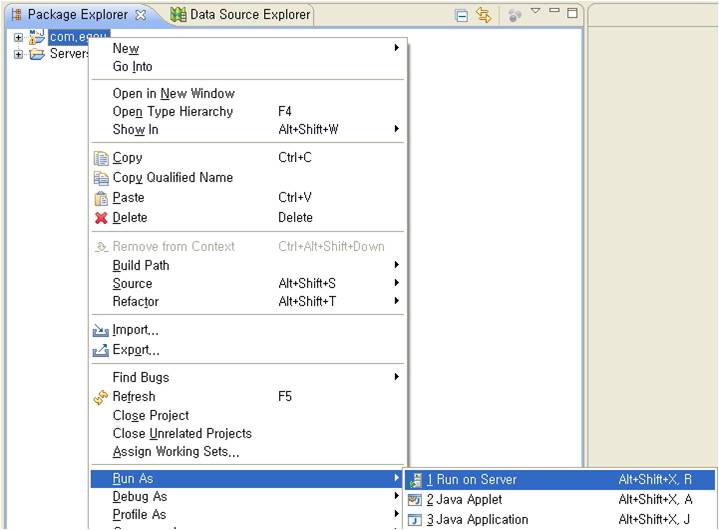 Package Explorer
Data Source Explorer
Servers
New
Go Into
Open in New Window
Open Type Hierarchy F4
Show In Alt+Shift+W
Copy Ctrl+C
Copy Qualified Name
Paste Ctrl+V
Delete Delete
Remove from Context Ctrl+Alt+Shift+Down
Build Path
Source Alt+Shift+S
Refactor Alt+Shift+T
Import...
Export...
Find Bugs
Refresh F5
Close Project
Close Unrelated Projects
Assign Working Sets...
Run As
1 Run on Server Alt+Shift+X, R
Debug As
2 Java Applet Alt+Shift+X, A
Profile As
3 Java Application Alt+Shift+X, J